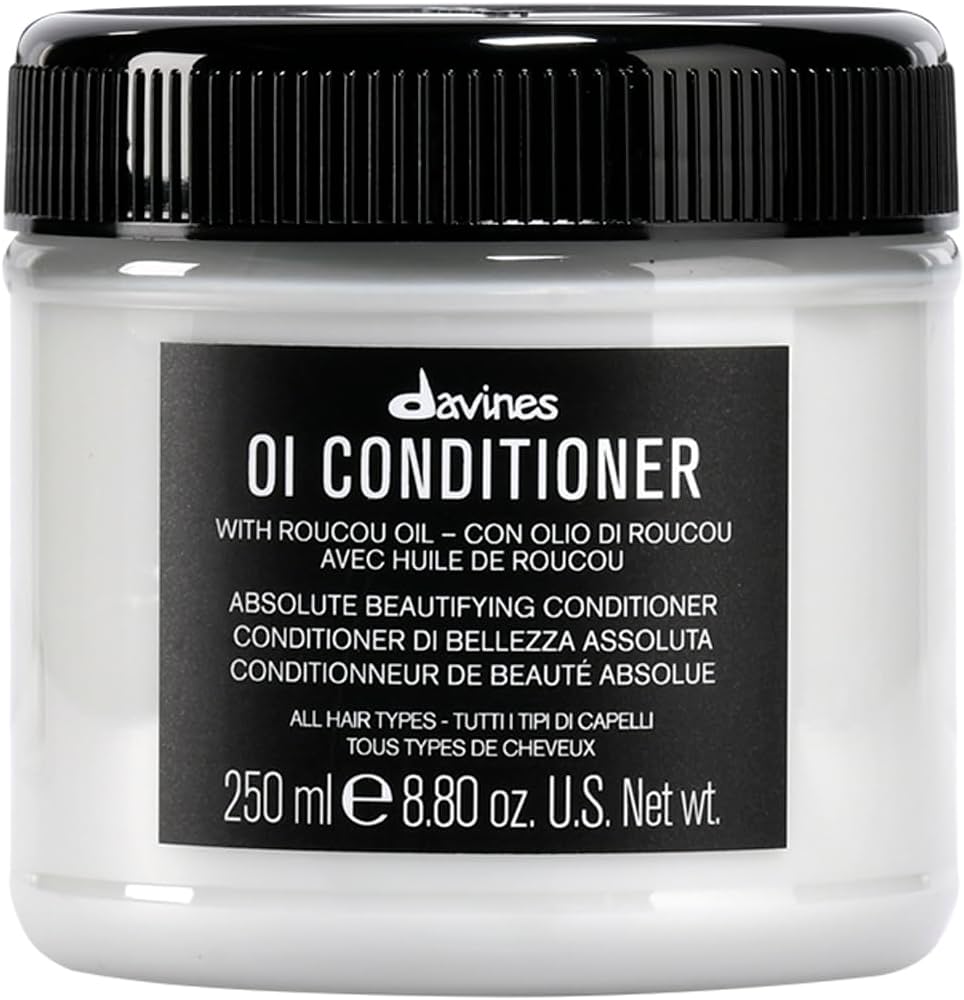 davines
OI CONDITIONER
WITH ROUCOU OIL – CON OLIO DI ROUCOU
AVEC HUILE DE ROUCOU
ABSOLUTE BEAUTIFYING CONDITIONER
CONDITIONER DI BELLEZZA ASSOLUTA
CONDITIONNEUR DE BEAUTÉ ABSOLUE
ALL HAIR TYPES - TUTTI I TIPI DI CAPELLI
TOUS TYPES DE CHEVEUX
250 ml e 8.80 oz. U.S. Net wt.